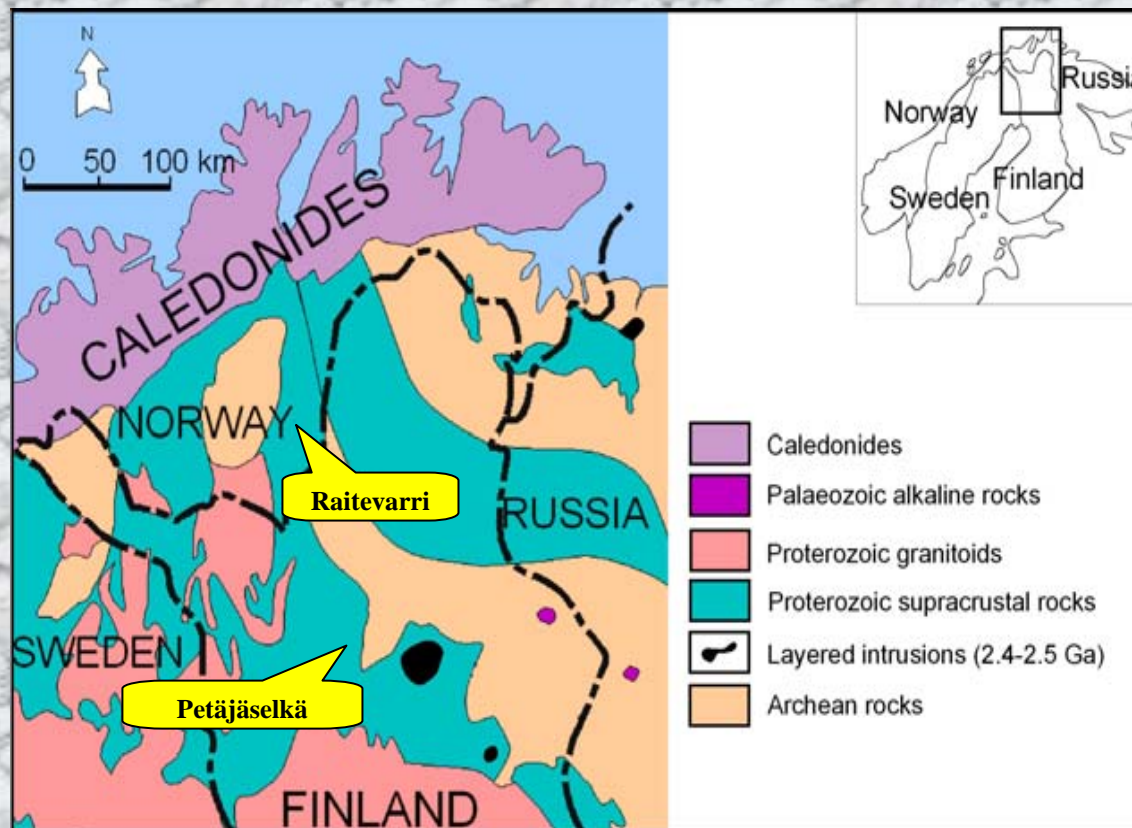 N
0 50 100 km
CALEDONIDES
NORWAY
Raitevarri
RUSSIA
SWEDEN
Petäjäselkä
FINLAND
Russia
Norway
Finland
Sweden
Caledonides
Palaeozoic alkaline rocks
Proterozoic granitoids
Proterozoic supracrustal rocks
Layered intrusions (2.4-2.5 Ga)
Archean rocks